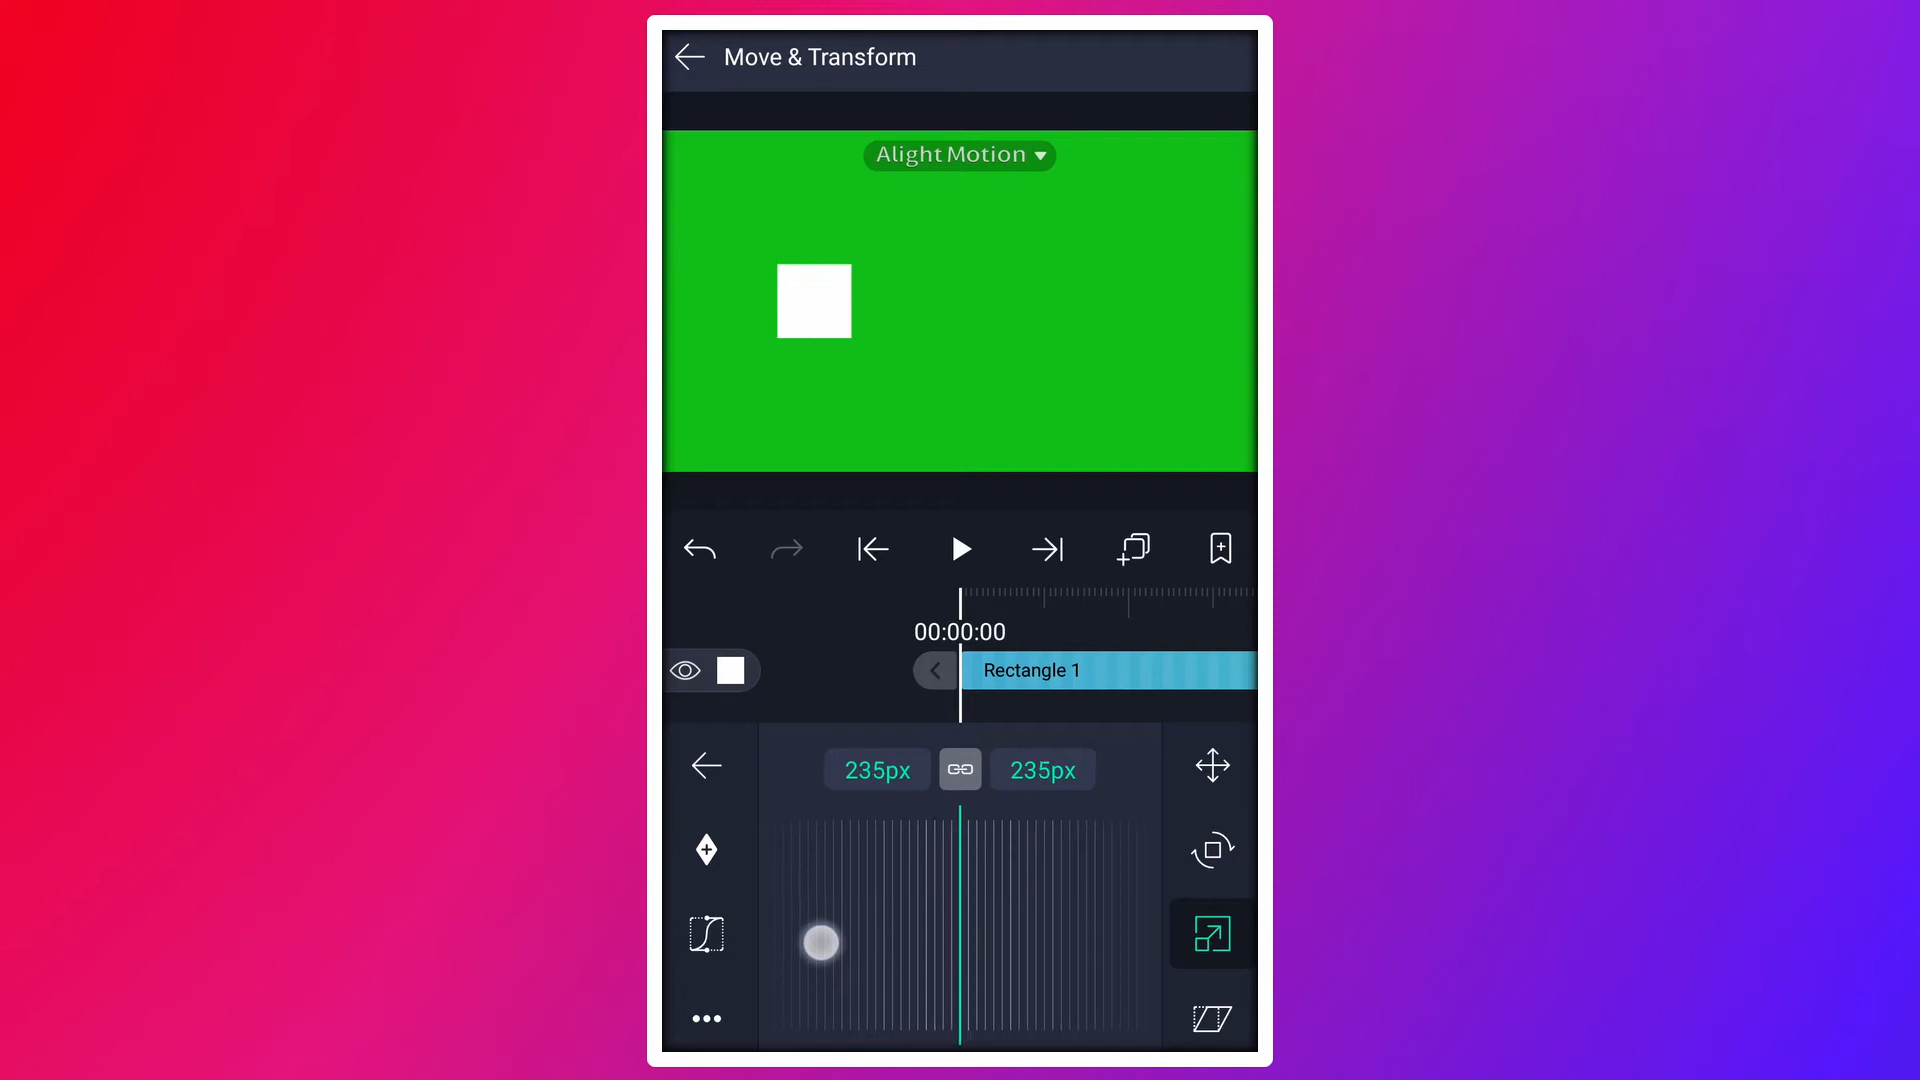 Move & Transform
Alight Motion
00:00:00
Rectangle 1
235px
235px